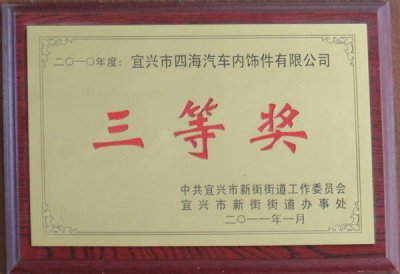 二〇一〇年度：宜兴市四海汽车内饰件有限公司
三等奖
中共宜兴市新街街道工作委员会
宜兴市新街街道办事处
二〇一一年一月